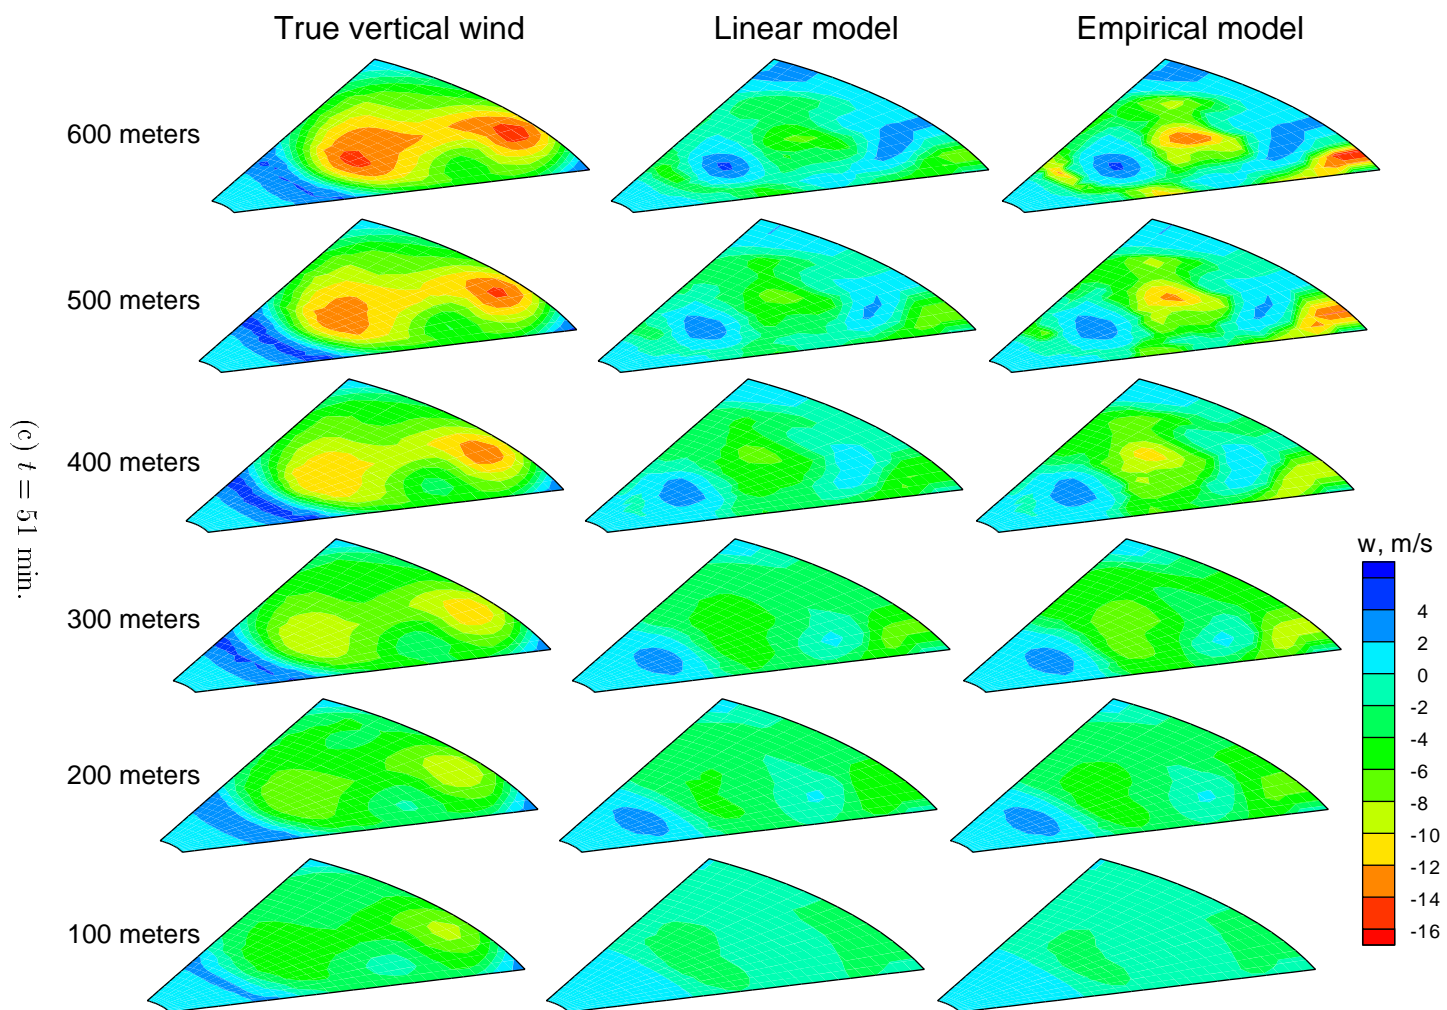 True vertical wind
Linear model
Empirical model
600 meters
500 meters
400 meters
300 meters
200 meters
100 meters
(c) t = 51 min.
w, m/s
4
2
0
-2
-4
-6
-8
-10
-12
-14
-16